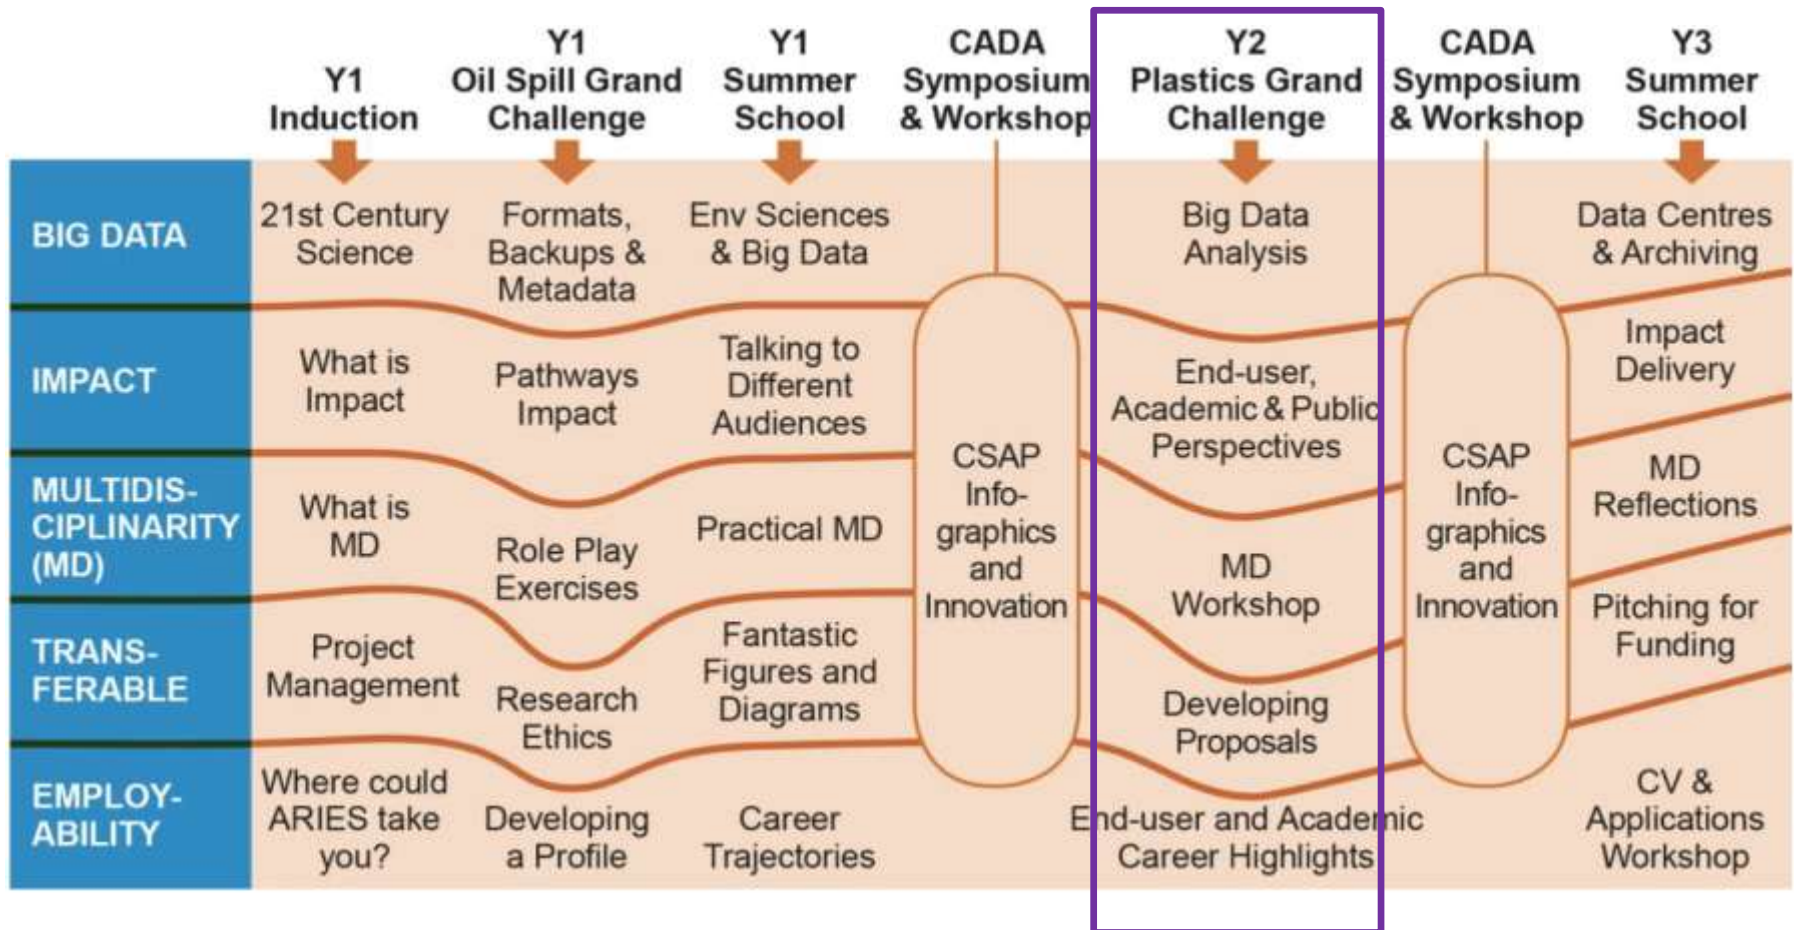 Y1
Induction
Y1
Oil Spill Grand
Challenge
Y1
Summer
School
CADA
Symposium
& Workshop
Y2
Plastics Grand
Challenge
CADA
Symposium
& Workshop
Y3
Summer
School
BIG DATA
21st Century
Science
Formats,
Backups &
Metadata
Env Sciences
& Big Data
Big Data
Analysis
Data Centres
& Archiving
IMPACT
What is
Impact
Pathways
Impact
Talking to
Different
Audiences
End-user,
Academic & Public
Perspectives
Impact
Delivery
MULTIDIS-
CIPLINARITY
(MD)
What is
MD
Role Play
Exercises
Practical MD
CSAP
Info-
graphics
and
Innovation
MD
Workshop
CSAP
Info-
graphics
and
Innovation
MD
Reflections
TRANS-
FERABLE
Project
Management
Research
Ethics
Fantastic
Figures and
Diagrams
Developing
Proposals
Pitching for
Funding
EMPLOY-
ABILITY
Where could
ARIES take
you?
Developing
a Profile
Career
Trajectories
End-user and Academic
Career Highlights
CV &
Applications
Workshop